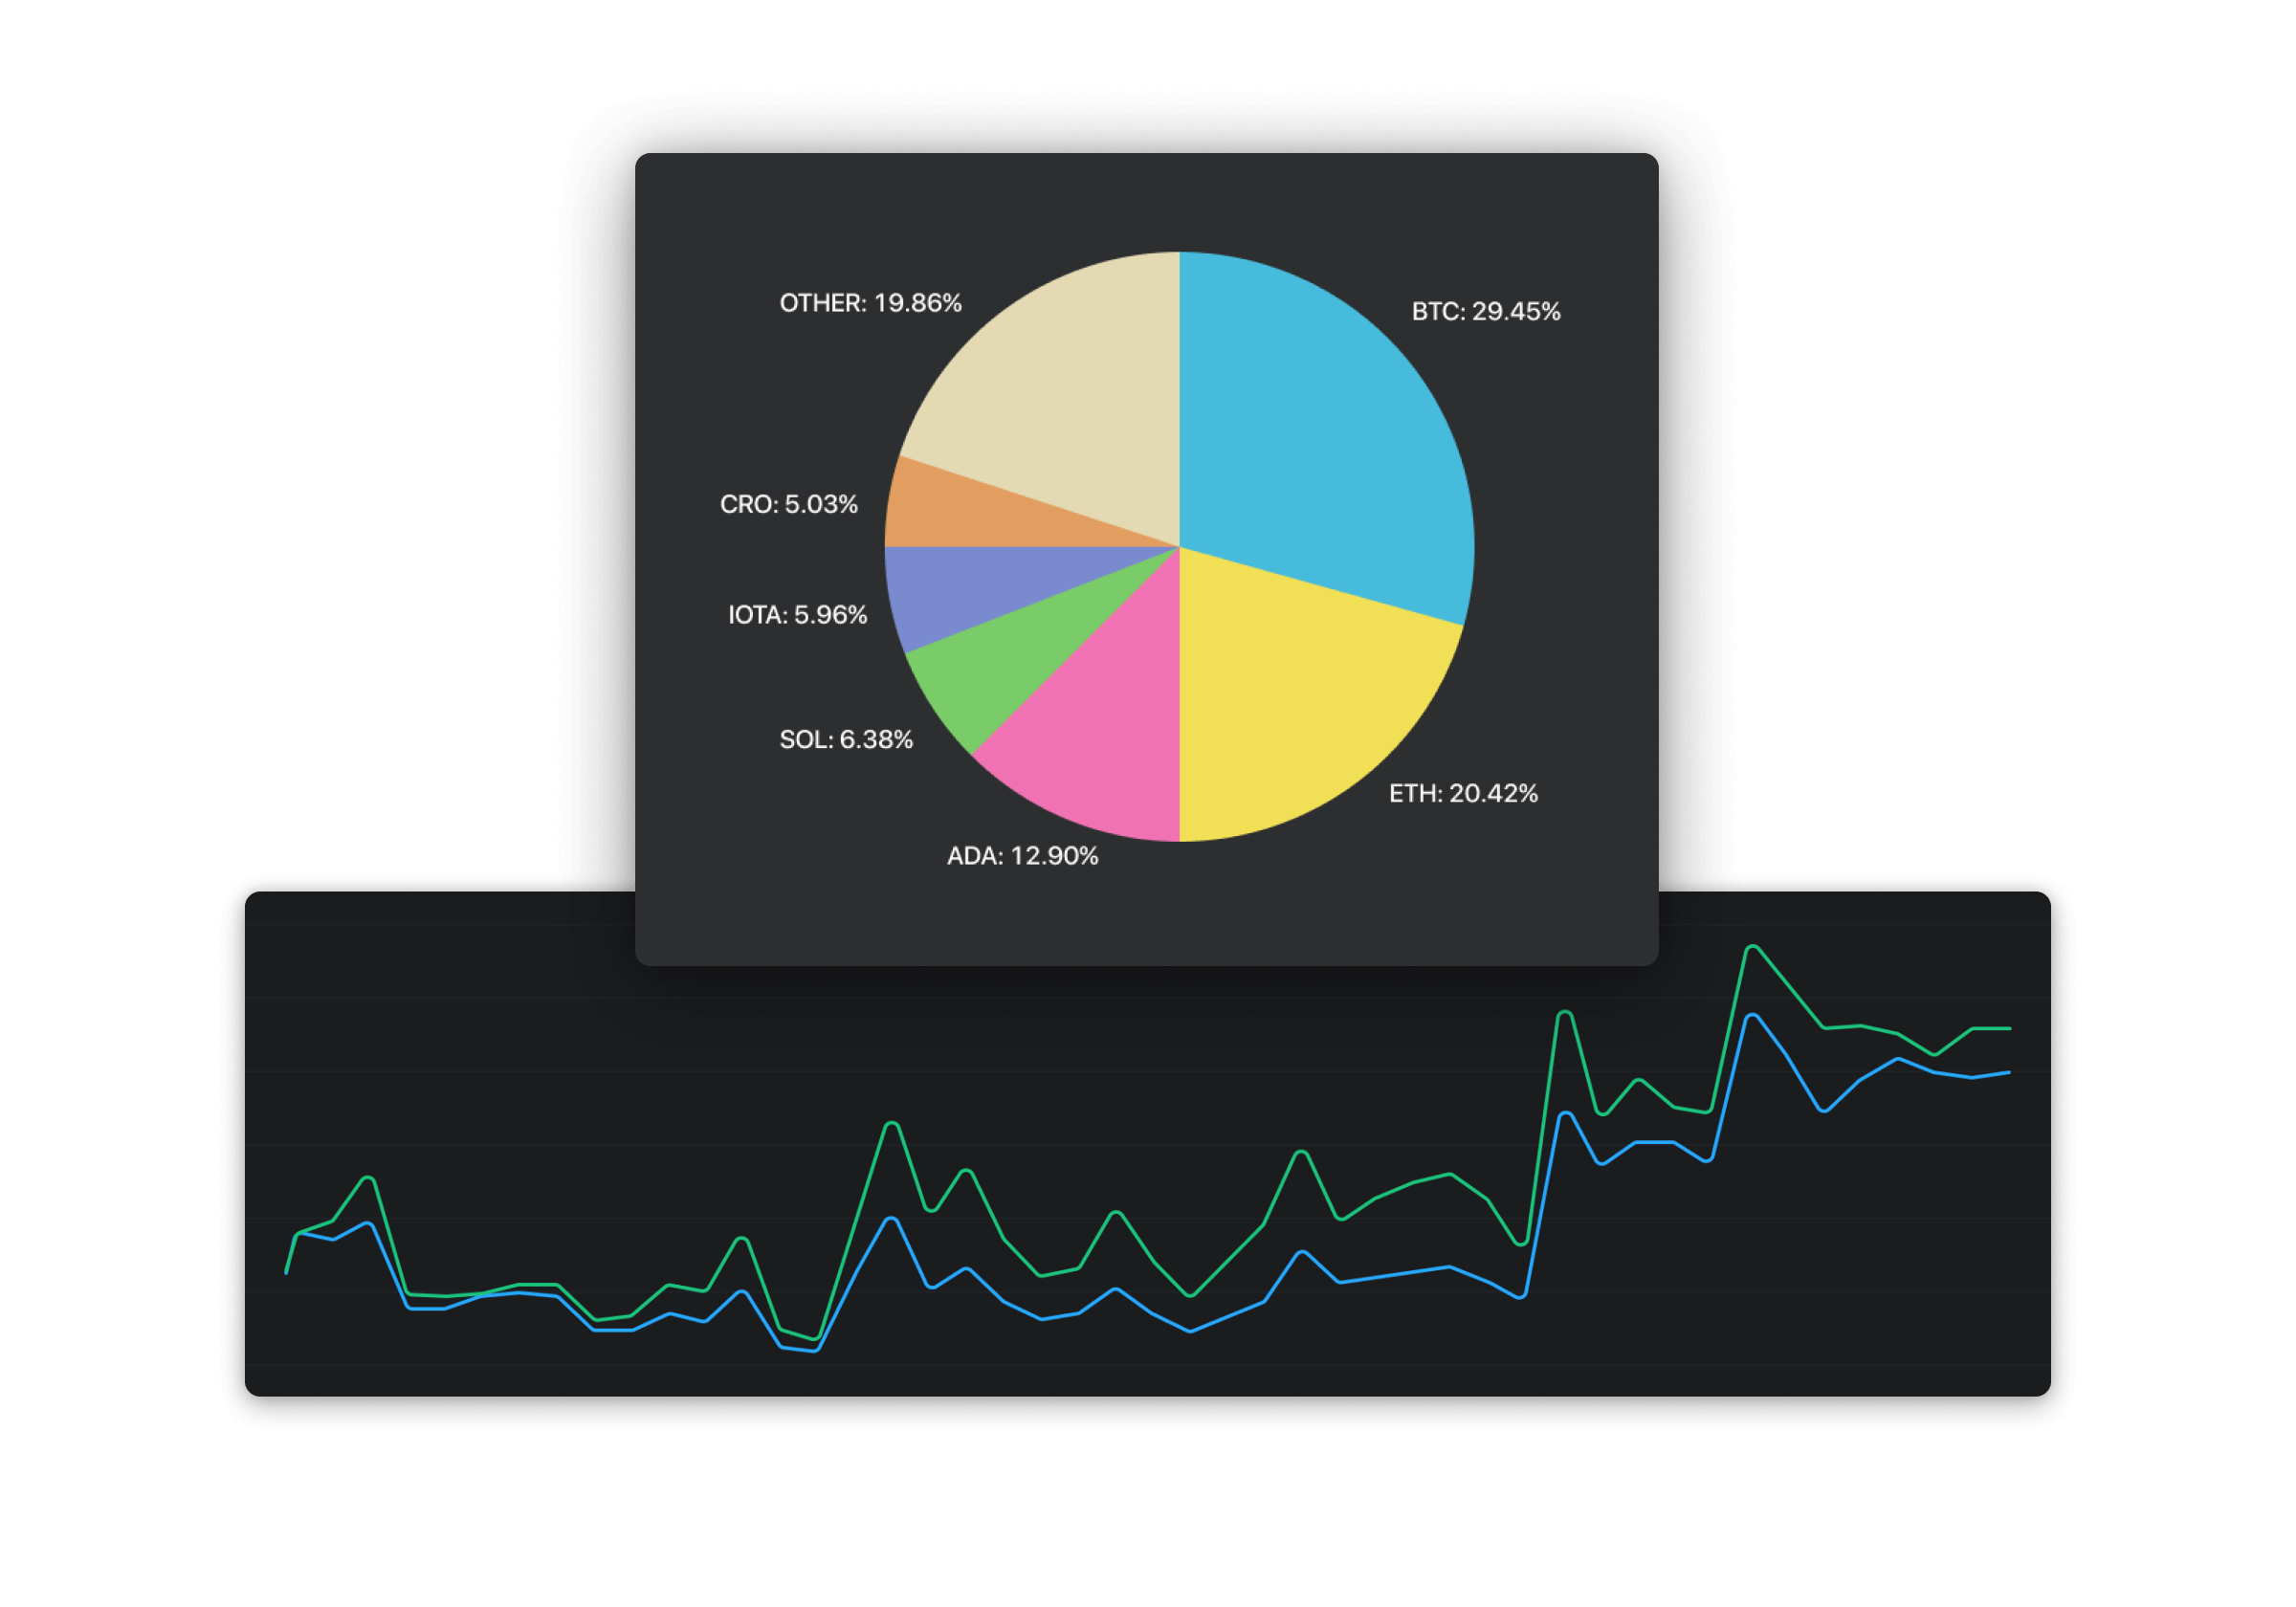 OTHER: 19.86%
BTC: 29.45%
CRO: 5.03%
IOTA: 5.96%
SOL: 6.38%
ETH: 20.42%
ADA: 12.90%